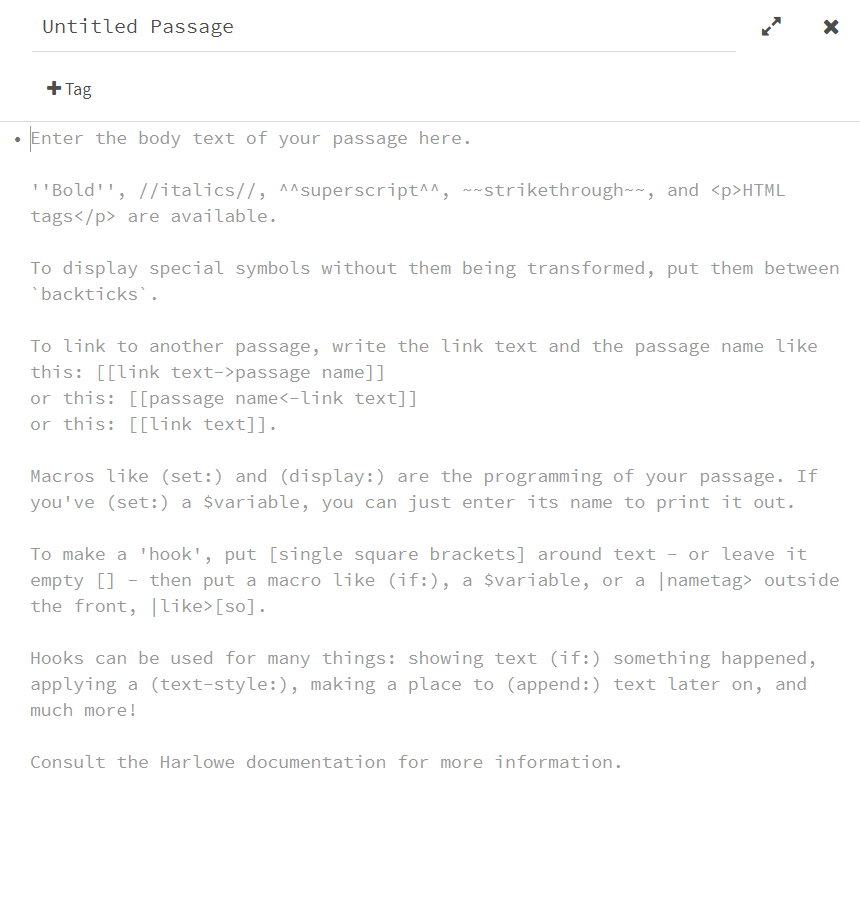 Untitled Passage
Tag
Enter the body text of your passage here.
''Bold'', //italics//, ^^superscript^^, ~~strikethrough~~, and <p>HTML
tags</p> are available.
To display special symbols without them being transformed, put them between
`backticks`.
To link to another passage, write the link text and the passage name like
this: [[link text->passage name]]
or this: [[passage name<-link text]]
or this: [[link text]].
Macros like (set:) and (display:) are the programming of your passage. If
you've (set:) a $variable, you can just enter its name to print it out.
To make a 'hook', put [single square brackets] around text - or leave it
empty [] - then put a macro like (if:), a $variable, or a |nametag> outside
the front, |like>[so].
Hooks can be used for many things: showing text (if:) something happened,
applying a (text-style:), making a place to (append:) text later on, and
much more!
Consult the Harlowe documentation for more information.